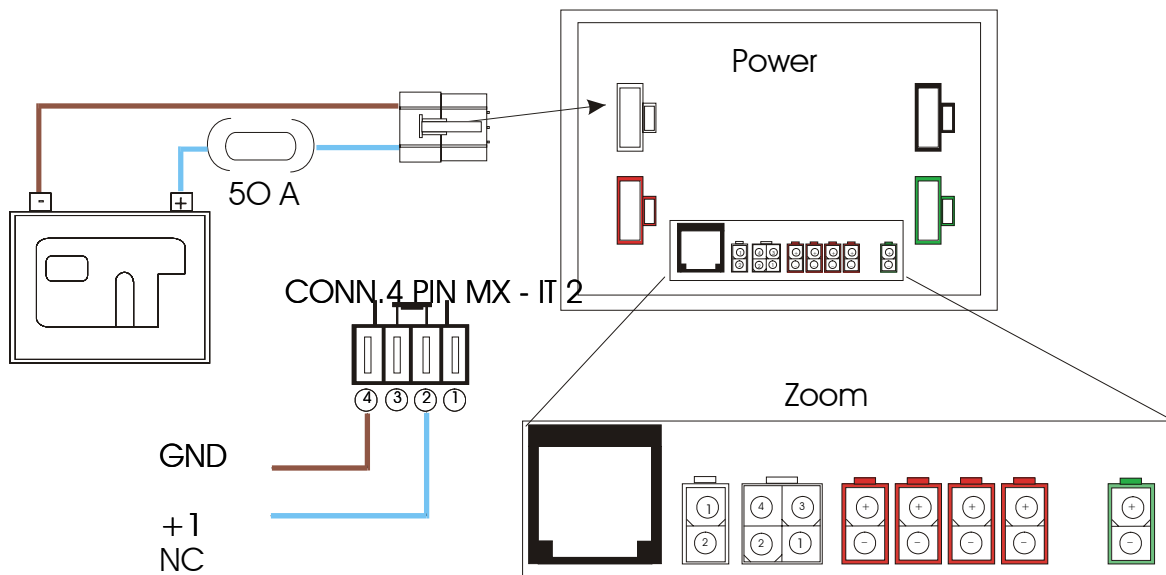 Power
50 A
-
+
CONN.4 PIN MX - IT 2
4 3 2 1
GND
+1
NC
Zoom
1 4 3 + + + + +
2 2 1 - - - - -